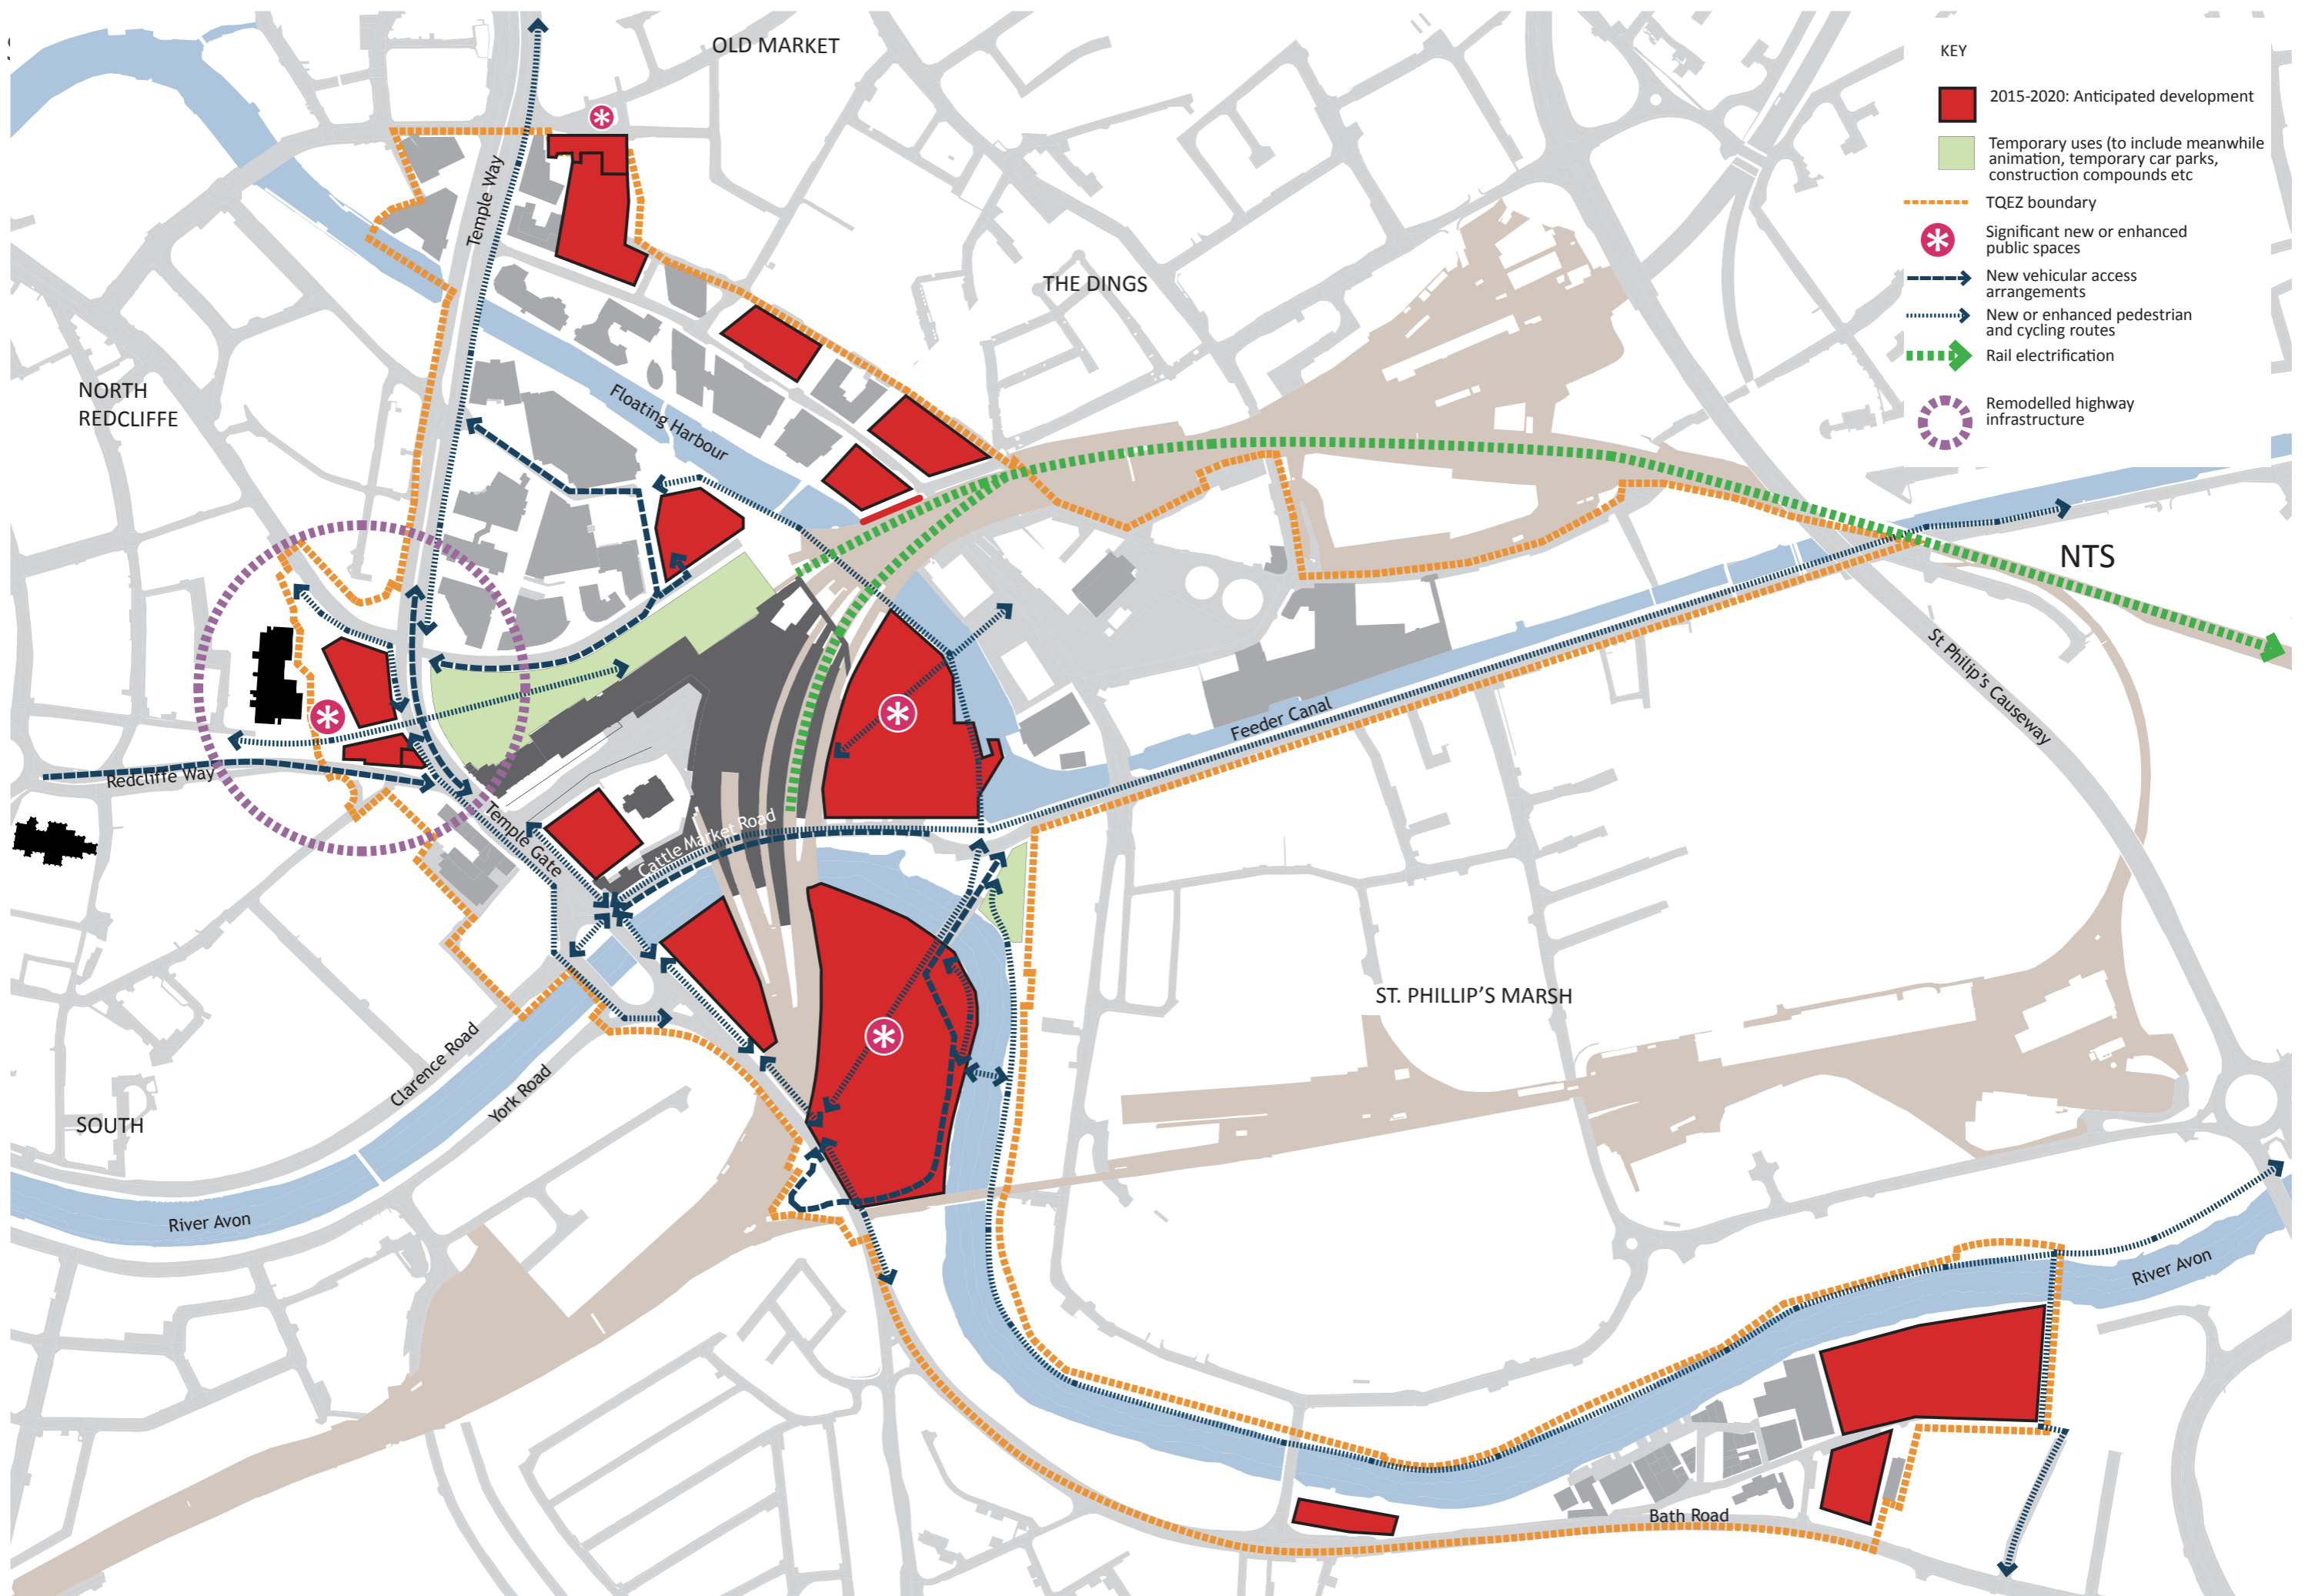 OLD MARKET
KEY
2015-2020: Anticipated development
Temporary uses (to include meanwhile
animation, temporary car parks,
construction compounds etc
TQEZ boundary
Significant new or enhanced
public spaces
New vehicular access
arrangements
New or enhanced pedestrian
and cycling routes
Rail electrification
Remodelled highway
infrastructure
Temple Way
THE DINGS
NORTH
REDCLIFFE
Floating Harbour
NTS
St Philip's Causeway
Feeder Canal
Redcliffe Way
Temple Gate
Cattle Market Road
ST. PHILLIP'S MARSH
Clarence Road
York Road
SOUTH
River Avon
River Avon
Bath Road